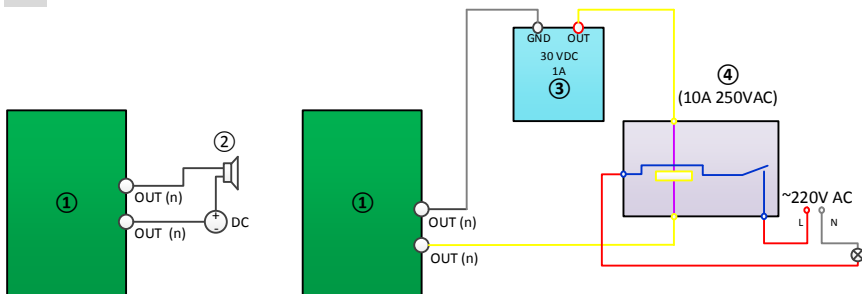 ①
②
OUT (n)
OUT (n)
+
-
DC
①
OUT (n)
OUT (n)
GND OUT
30 VDC
1A
③
④
(10A 250VAC)
~220V AC
L N